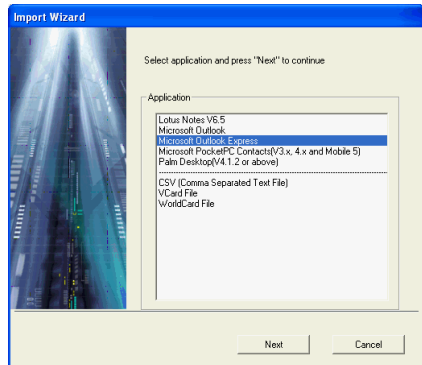 Import Wizard
Select application and press "Next" to continue
Application
Lotus Notes V6.5
Microsoft Outlook
Microsoft Outlook Express
Microsoft PocketPC Contacts(V3.x, 4.x and Mobile 5)
Palm Desktop(V4.1.2 or above)
CSV (Comma Separated Text File)
VCard File
WorldCard File
Next
Cancel